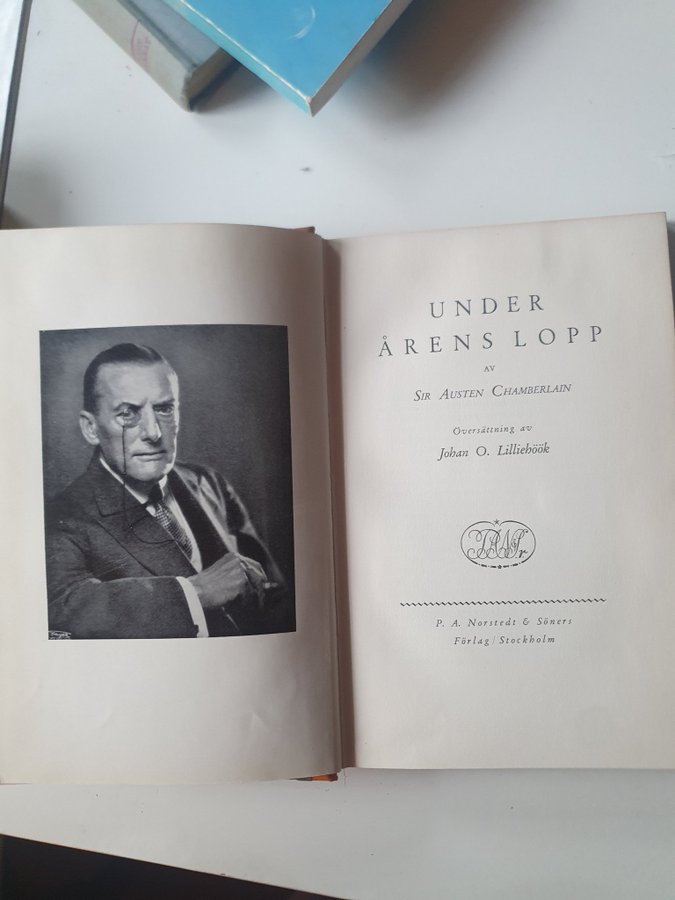 UNDER
ÅRENS LOPP
AV
SIR AUSTEN CHAMBERLAIN
Översättning av
Johan O. Lilliehöök
P. A. Norstedt & Söners
Förlag / Stockholm